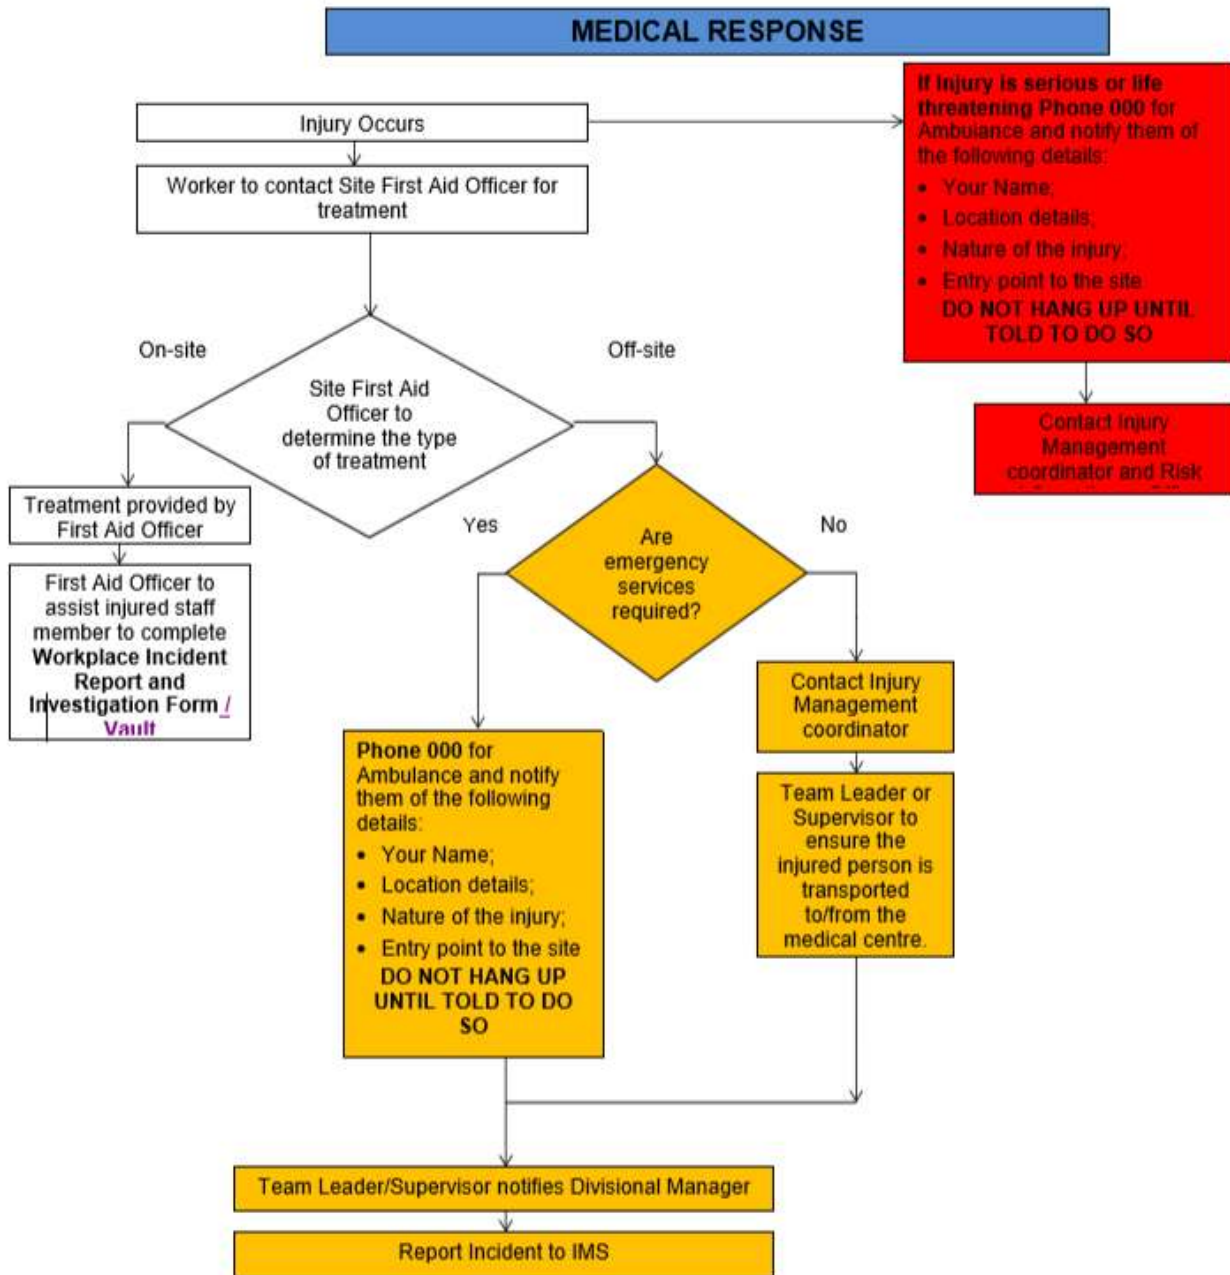 MEDICAL RESPONSE
If Injury is serious or life
threatening Phone 000 for
Ambulance and notify them of
the following details:
• Your Name;
• Location details;
• Nature of the injury;
• Entry point to the site
DO NOT HANG UP UNTIL
TOLD TO DO SO
Contact Injury
Management
coordinator and Risk
Injury Occurs
Worker to contact Site First Aid Officer for
treatment
On-site
Off-site
Site First Aid
Officer to
determine the type
of treatment
Treatment provided by
First Aid Officer
First Aid Officer to
assist injured staff
member to complete
Workplace Incident
Report and
Investigation Form /
Vault
Yes
No
Are
emergency
services
required?
Phone 000 for
Ambulance and notify
them of the following
details:
• Your Name;
• Location details;
• Nature of the injury;
• Entry point to the site
DO NOT HANG UP
UNTIL TOLD TO DO
SO
Contact Injury
Management
coordinator
Team Leader or
Supervisor to
ensure the
injured person is
transported
to/from the
medical centre.
Team Leader/Supervisor notifies Divisional Manager
Report Incident to IMS